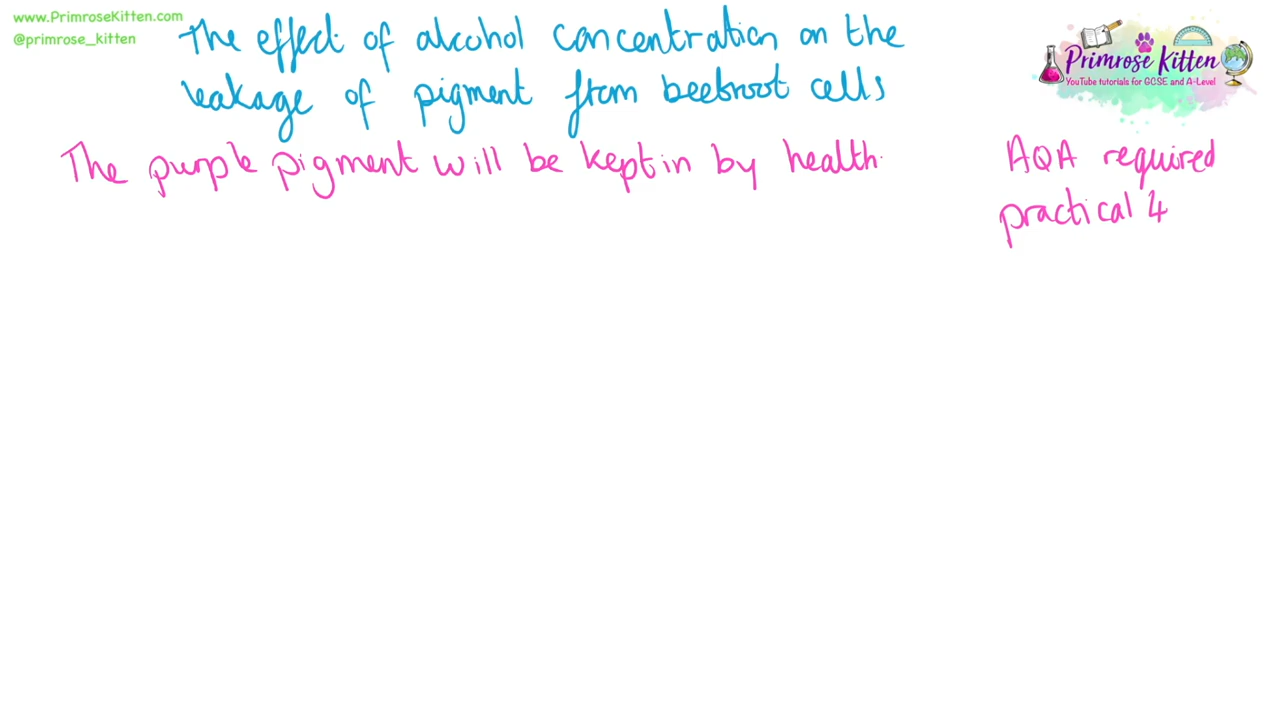 www.PrimroseKitten.com
@primrose_kitten
The effect of alcohol concentration on the
leakage of pigment from beetroot cells
Primrose Kitten
YouTube tutorials for GCSE and A-Level
The purple pigment will be kept in by health
AQA required
practical 4